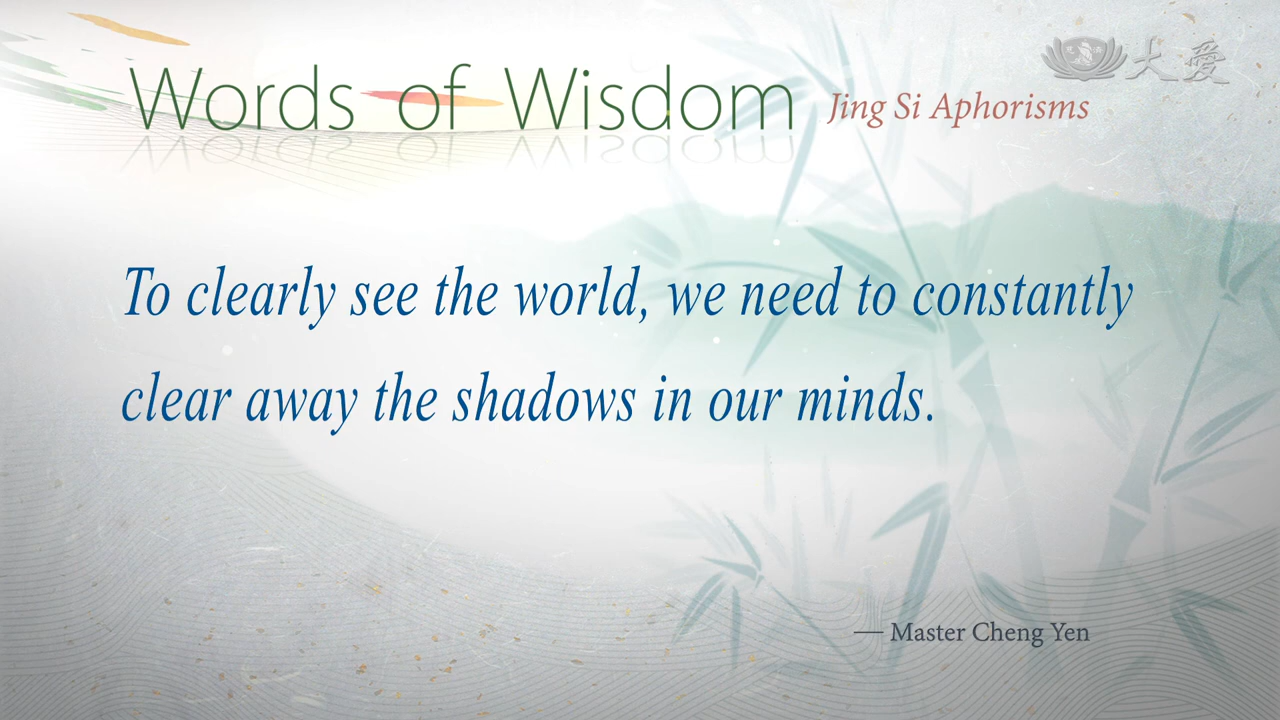 Words of Wisdom Jing Si Aphorisms
大愛
To clearly see the world, we need to constantly
clear away the shadows in our minds.
— Master Cheng Yen